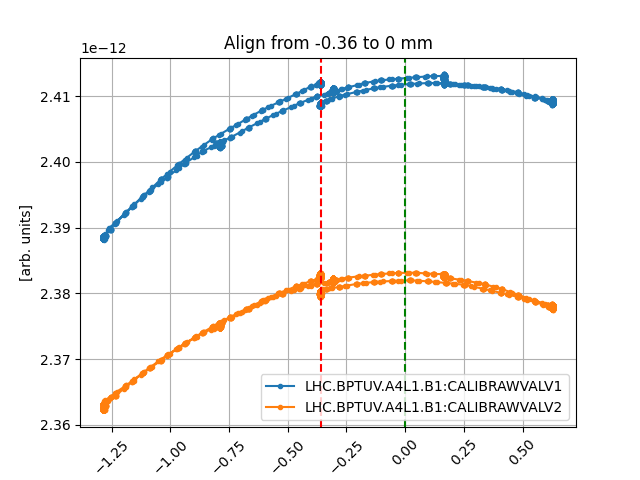 Align from -0.36 to 0 mm
1e−12
2.41
2.40
2.39
2.38
2.37
2.36
[arb. units]
LHC.BPTUV.A4L1.B1:CALIBRAWVALV1
LHC.BPTUV.A4L1.B1:CALIBRAWVALV2
−1.25 −1.00 −0.75 −0.50 −0.25 0.00 0.25 0.50